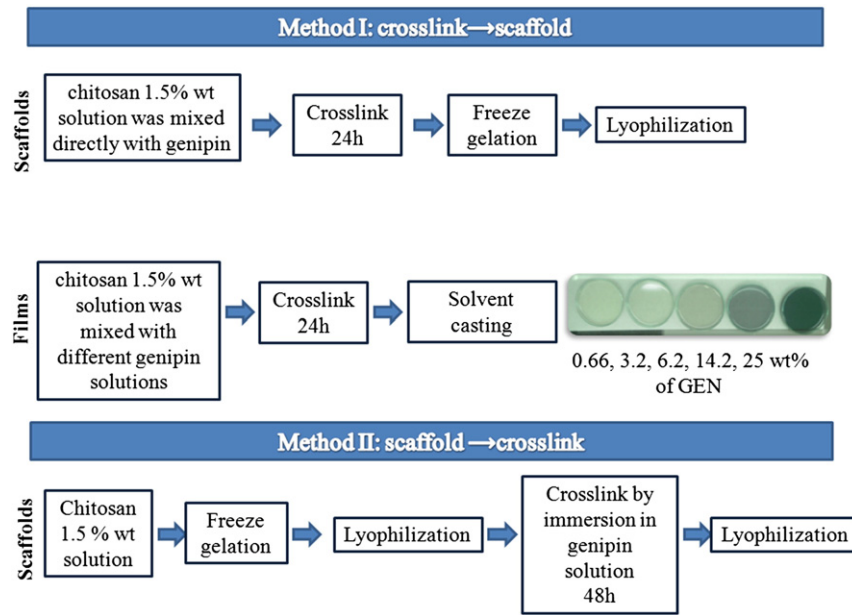 Method I: crosslink→scaffold
Scaffolds
chitosan 1.5% wt
solution was mixed
directly with genipin
Crosslink
24h
Freeze
gelation
Lyophilization
Films
chitosan 1.5% wt
solution was
mixed with
different genipin
solutions
Crosslink
24h
Solvent
casting
0.66, 3.2, 6.2, 14.2, 25 wt%
of GEN
Method II: scaffold→crosslink
Scaffolds
Chitosan
1.5 % wt
solution
Freeze
gelation
Lyophilization
Crosslink by
immersion in
genipin
solution
48h
Lyophilization